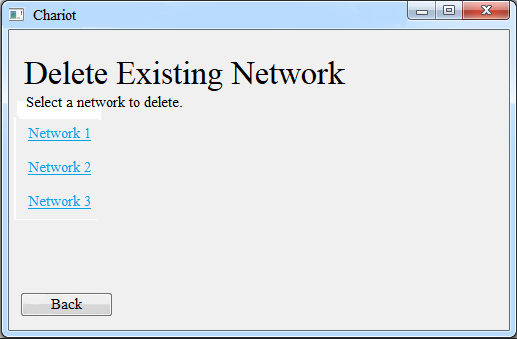 Chariot
Delete Existing Network
Select a network to delete.
Network 1
Network 2
Network 3
Back